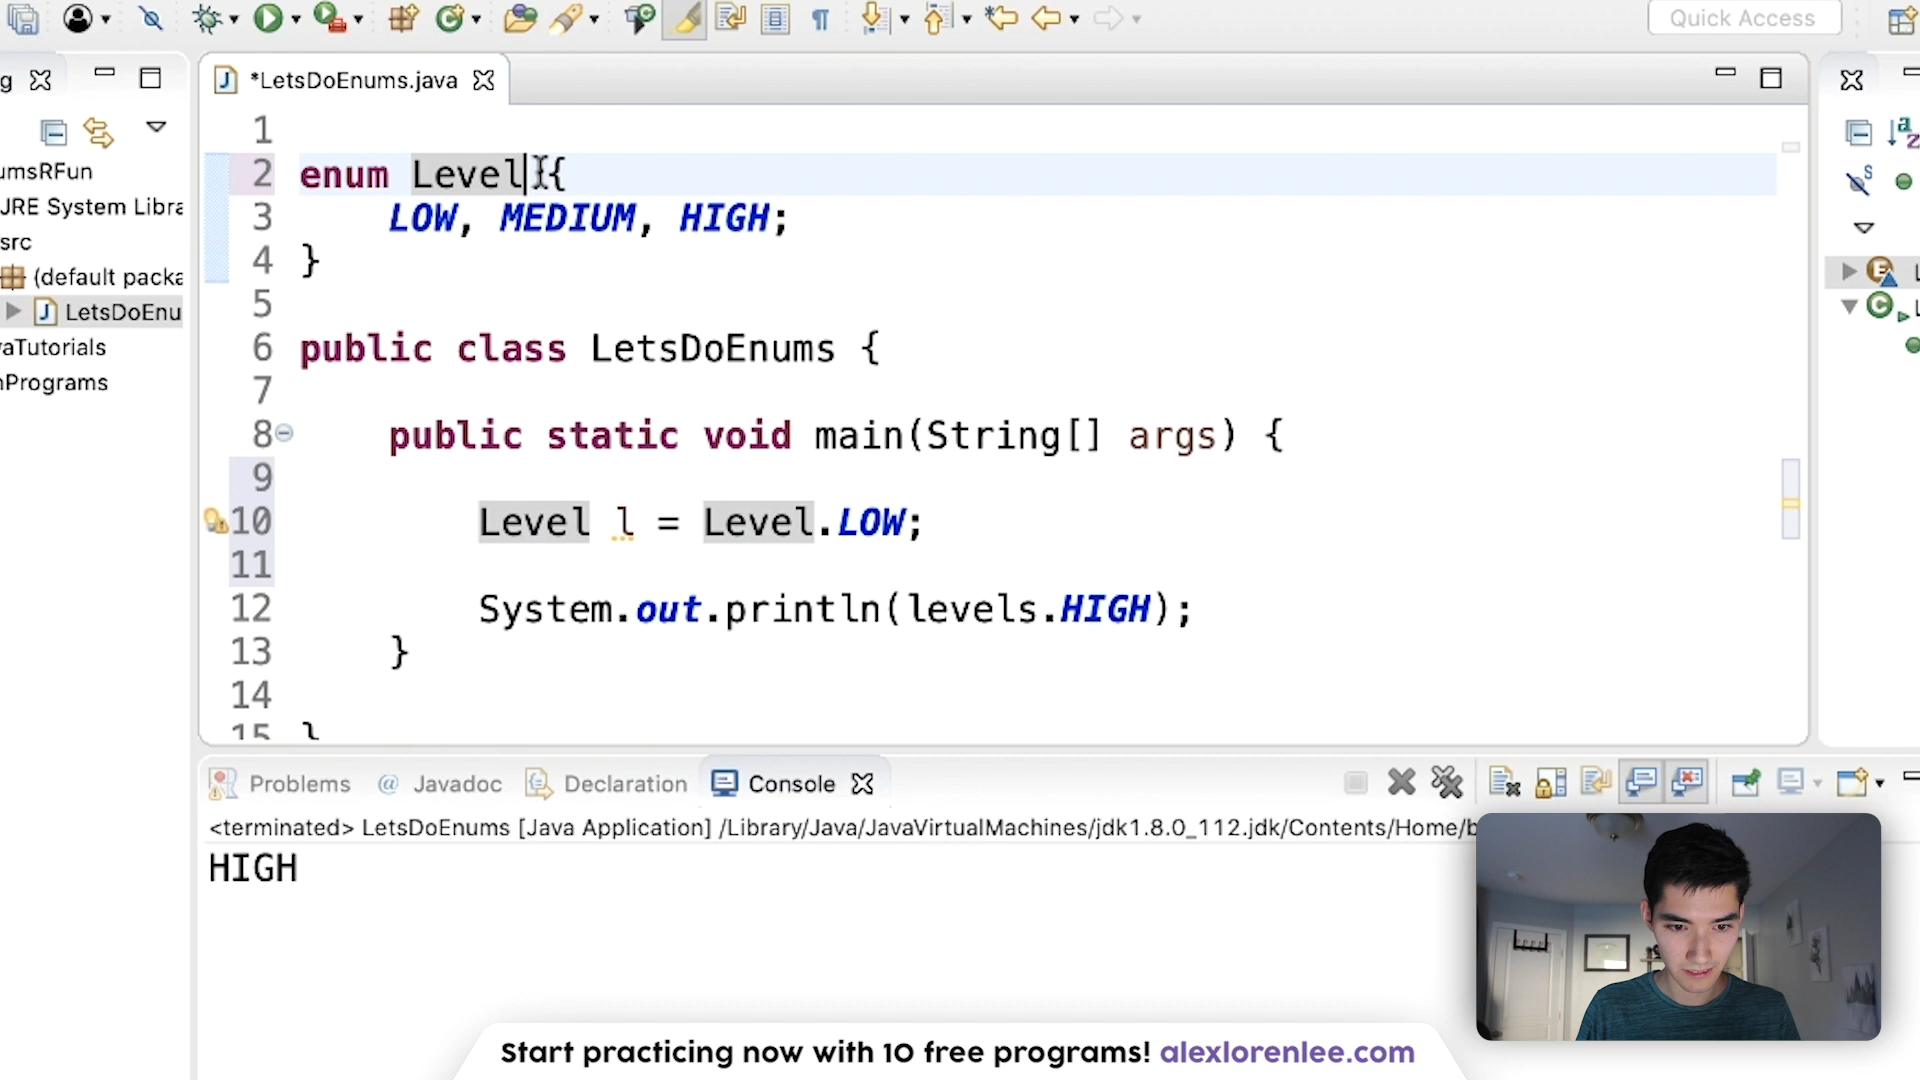 Quick Access
g
*LetsDoEnums.java
umsRFun
JRE System Libra
src
(default packa
LetsDoEnu
vaTutorials
nPrograms
1
2 enum Level {
3 LOW, MEDIUM, HIGH;
4 }
5
6 public class LetsDoEnums {
7
8 public static void main(String[] args) {
9
10 Level l = Level.LOW;
11
12 System.out.println(levels.HIGH);
13 }
14
15 }
Problems @ Javadoc Declaration Console
<terminated> LetsDoEnums [Java Application] /Library/Java/JavaVirtualMachines/jdk1.8.0_112.jdk/Contents/Home/b
HIGH
Start practicing now with 10 free programs! alexlorenlee.com